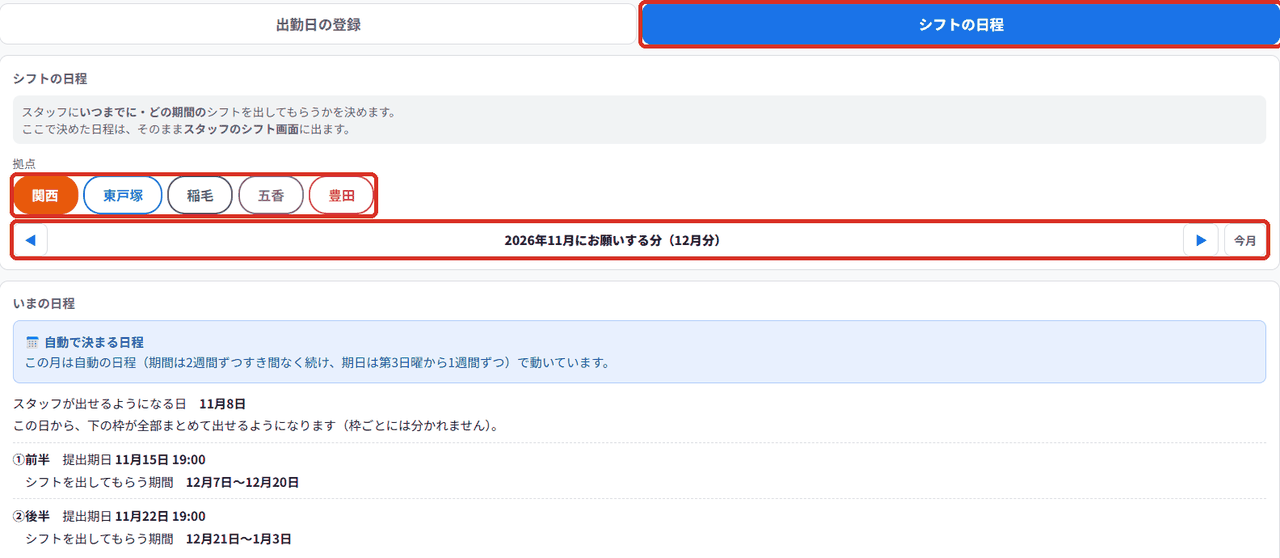 出勤日の登録
シフトの日程
シフトの日程
スタッフにいつまでに・どの期間のシフトを出してもらうかを決めます。
ここで決めた日程は、そのままスタッフのシフト画面に出ます。
拠点
関西 東戸塚 稲毛 五香 豊田
◀ 2026年11月にお願いする分（12月分） ▶ 今月
いまの日程
自動で決まる日程
この月は自動の日程（期間は2週間ずつすき間なく続け、期日は第3日曜から1週間ずつ）で動いています。
スタッフが出せるようになる日 11月8日
この日から、下の枠が全部まとめて出せるようになります（枠ごとには分かれません）。
①前半 提出期日 11月15日 19:00
シフトを出してもらう期間 12月7日〜12月20日
②後半 提出期日 11月22日 19:00
シフトを出してもらう期間 12月21日〜1月3日